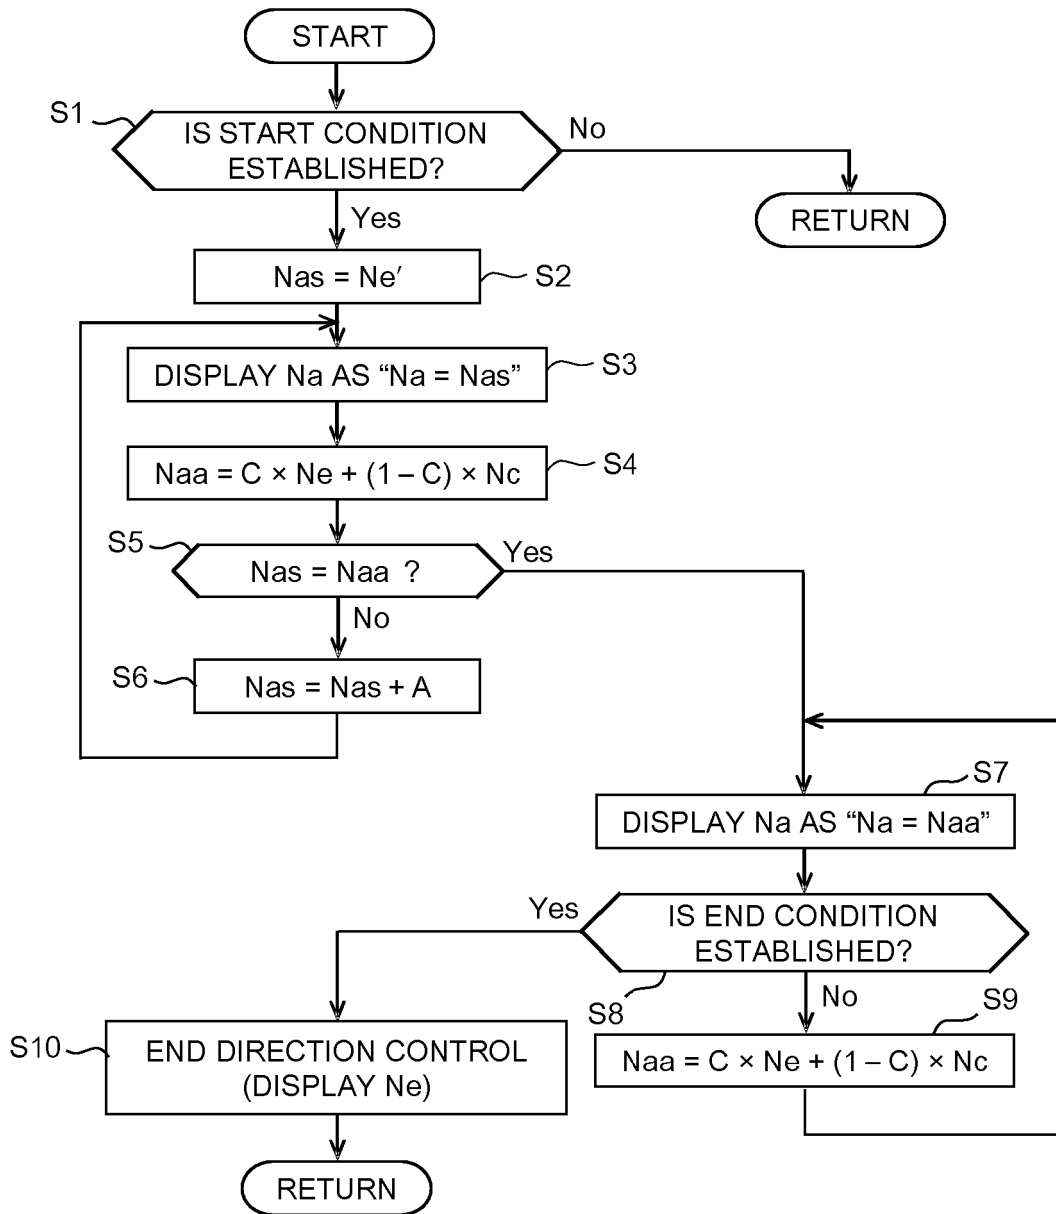 START
S1
IS START CONDITION
ESTABLISHED?
No
RETURN
Yes
Nas = Ne′
S2
DISPLAY Na AS “Na = Nas”
S3
Naa = C × Ne + (1 – C) × Nc
S4
S5
Nas = Naa ?
Yes
No
S6
Nas = Nas + A
S7
DISPLAY Na AS “Na = Naa”
Yes
IS END CONDITION
ESTABLISHED?
S8
No
S9
Naa = C × Ne + (1 – C) × Nc
S10
END DIRECTION CONTROL
(DISPLAY Ne)
RETURN